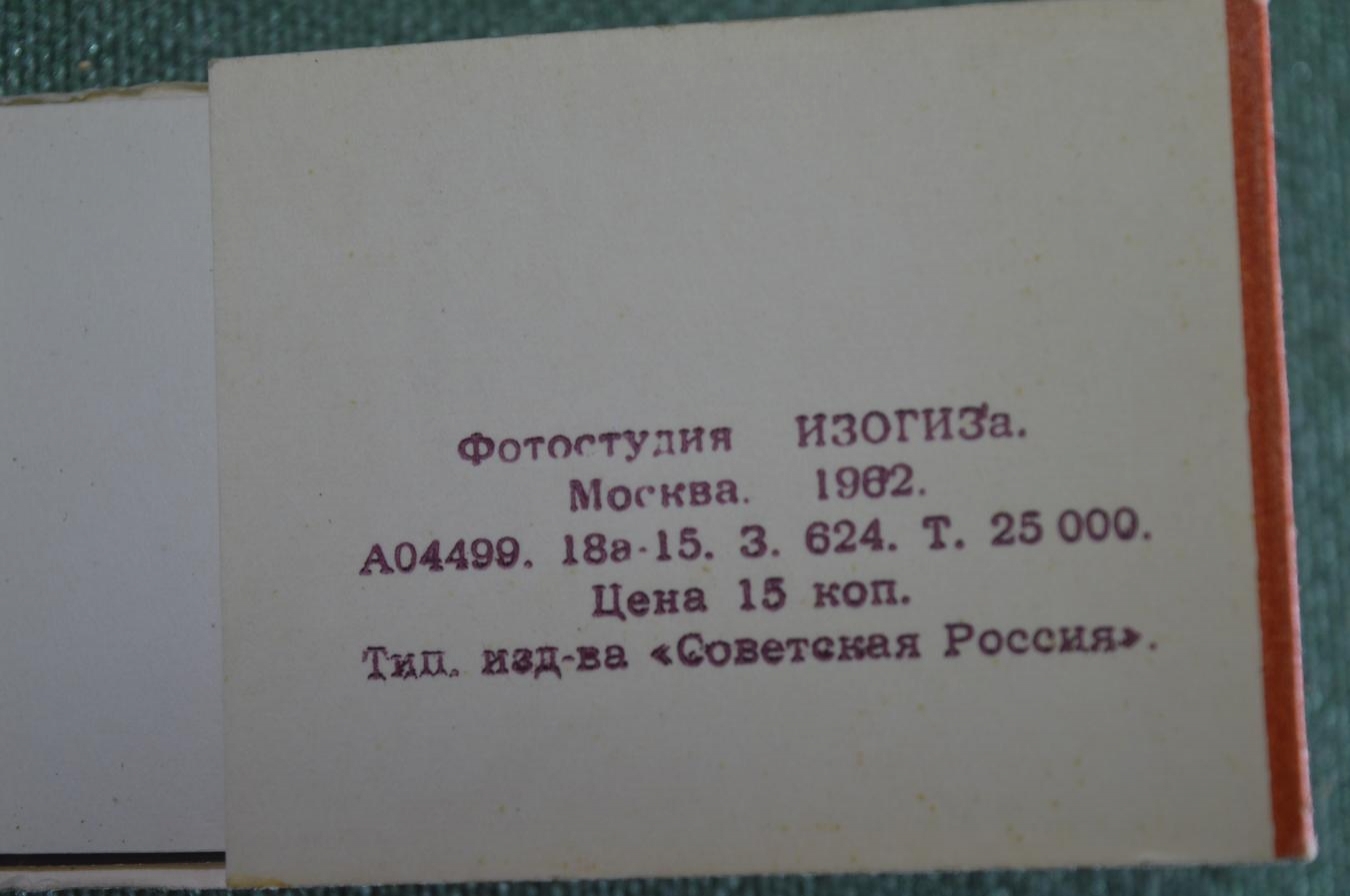 Фотостудия ИЗОГИЗа.
Москва. 1962.
А04499. 18а-15. З. 624. Т. 25 000.
Цена 15 коп.
Тип. изд-ва «Советская Россия».